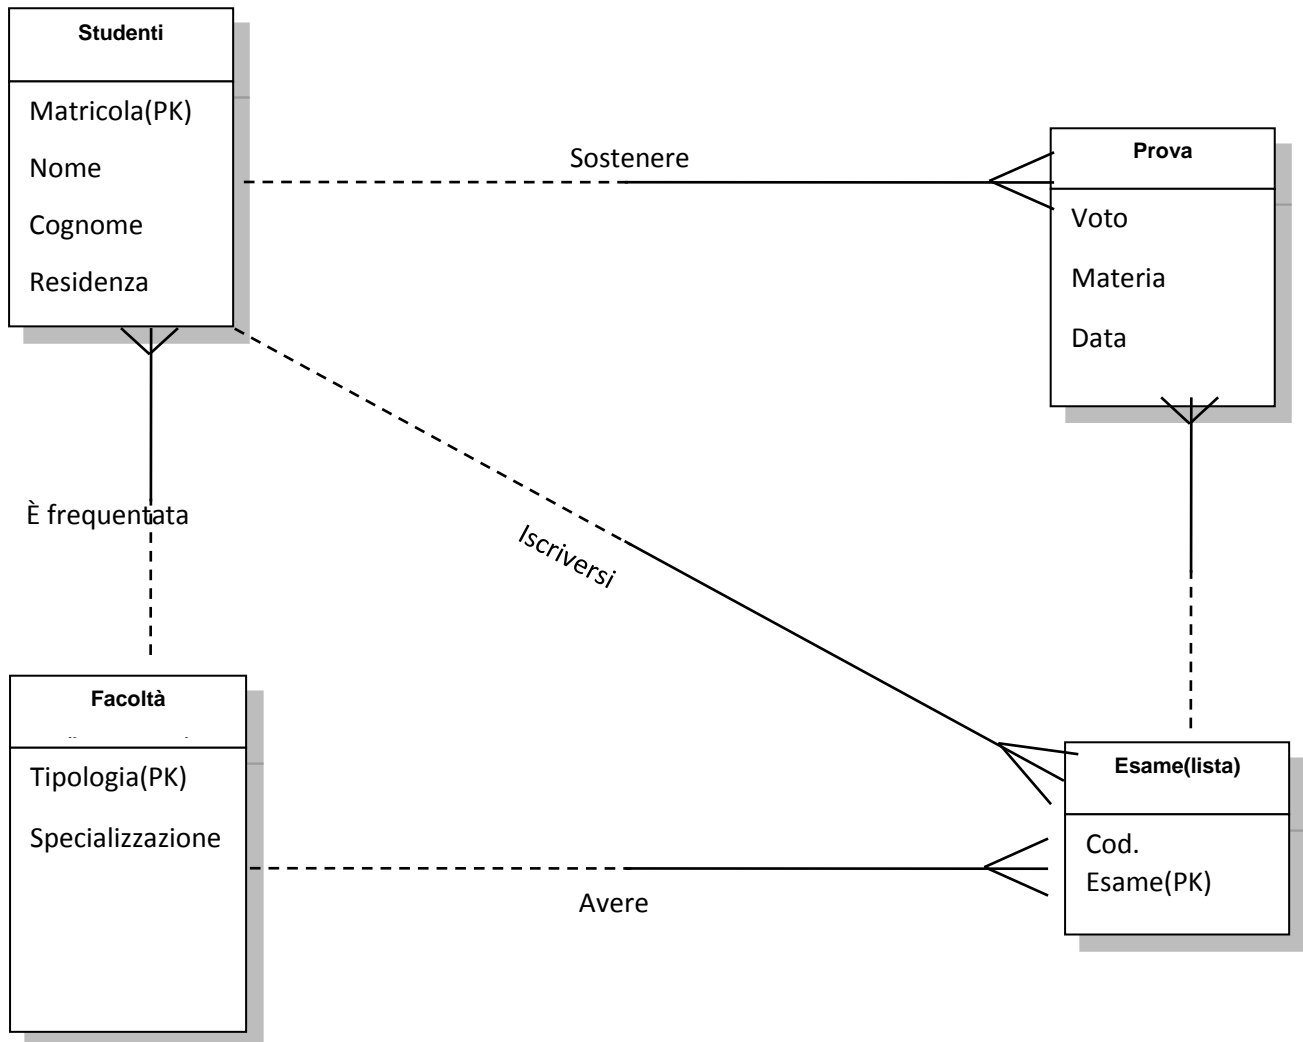 Studenti
Matricola(PK)
Nome
Cognome
Residenza
Sostenere
Prova
Voto
Materia
Data
È frequentata
Iscriversi
Facoltà
Tipologia(PK)
Specializzazione
Avere
Esame(lista)
Cod.
Esame(PK)